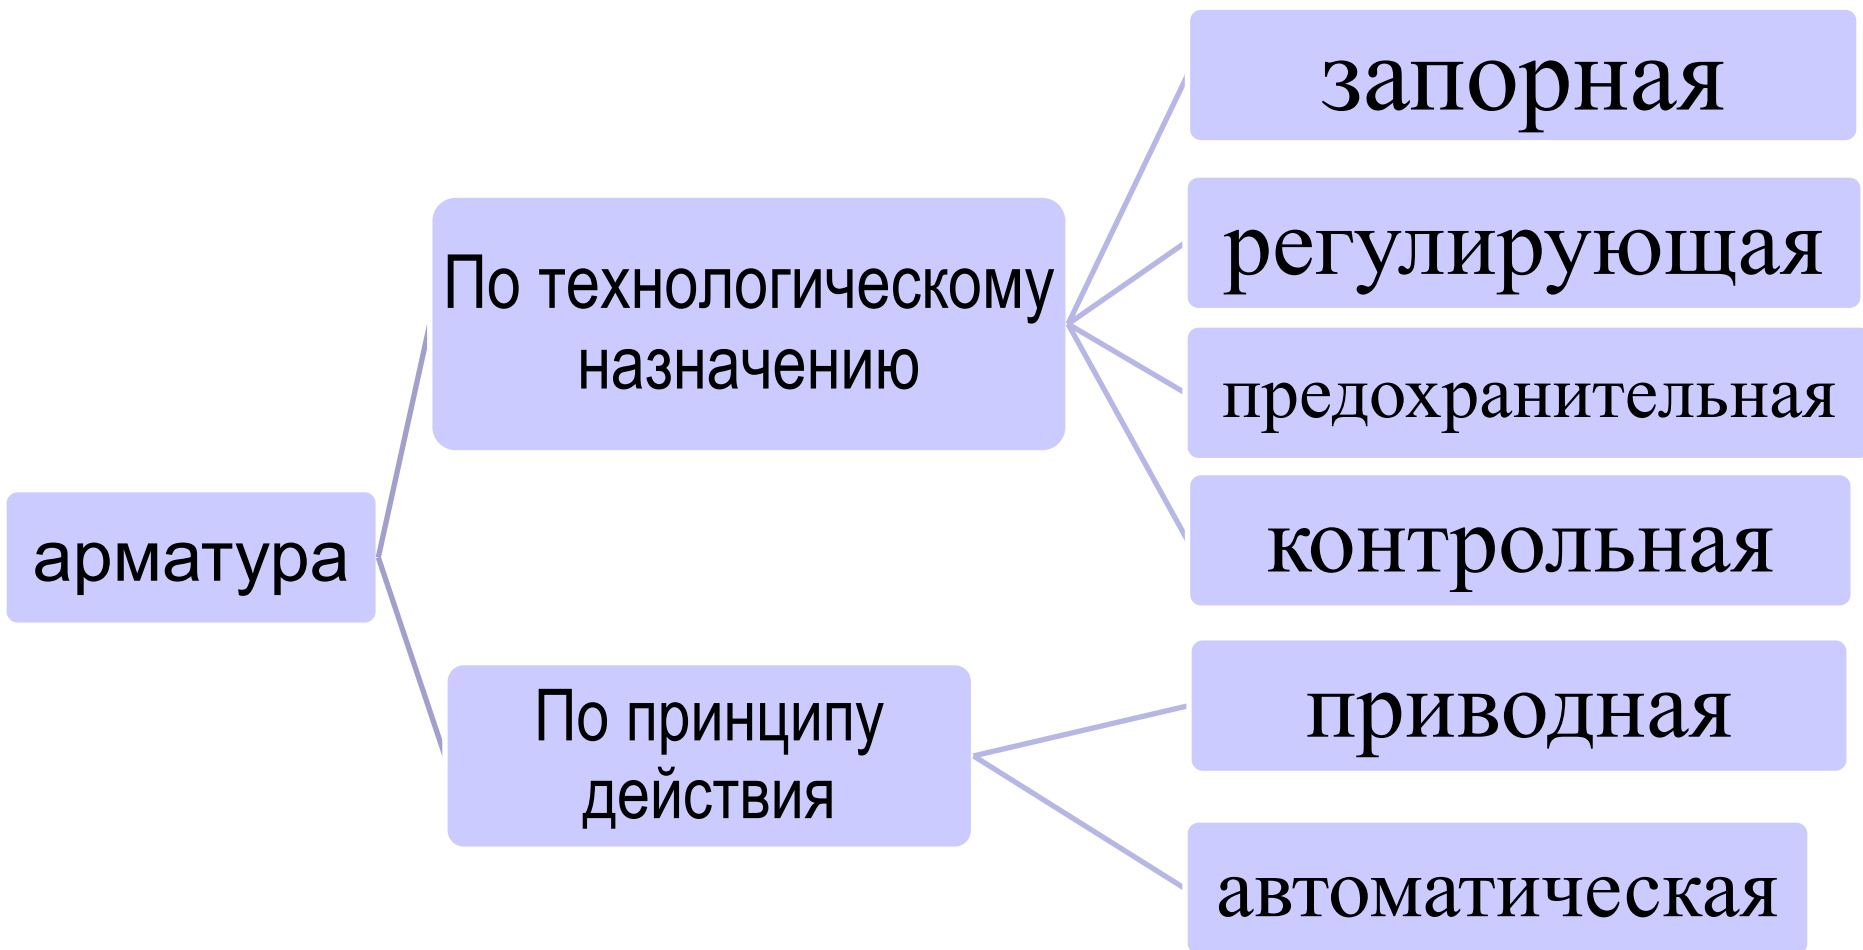 арматура
По технологическому
назначению
запорная
регулирующая
предохранительная
контрольная
По принципу
действия
приводная
автоматическая